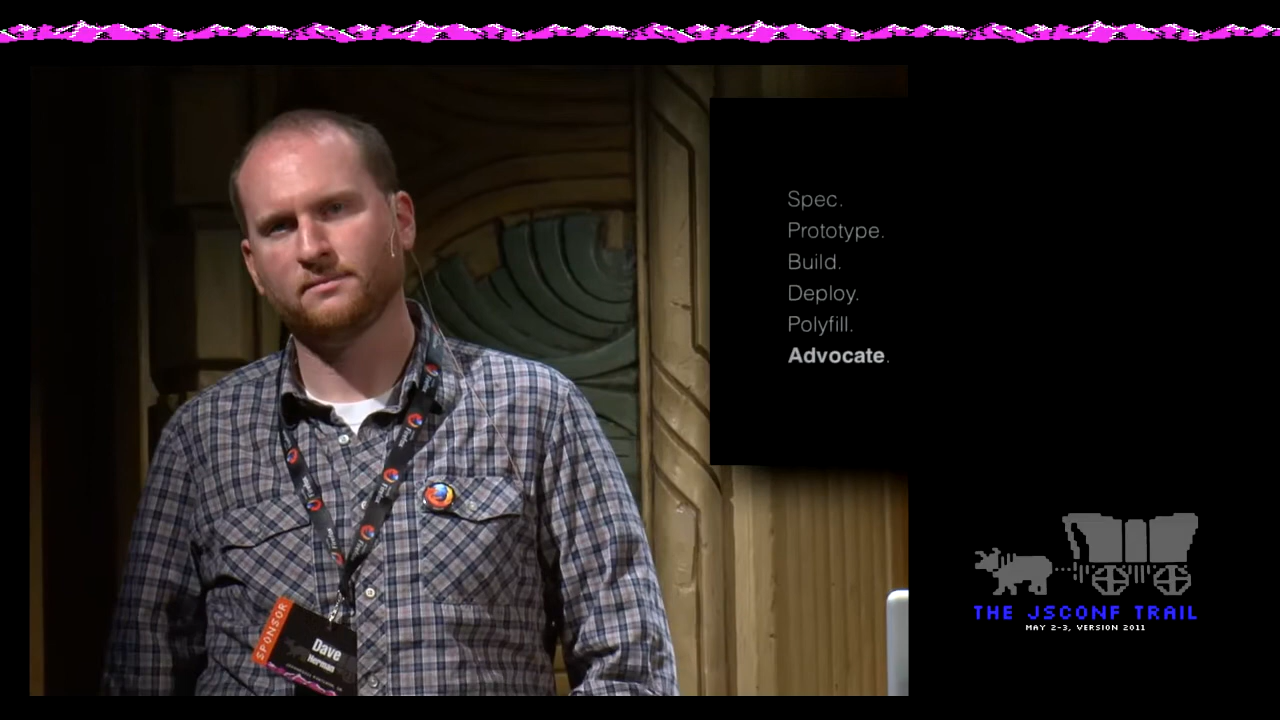 Spec.
Prototype.
Build.
Deploy.
Polyfill.
Advocate.
SPONSOR
Dave
Herman
THE JSCONF TRAIL
MAY 2-3, VERSION 2011